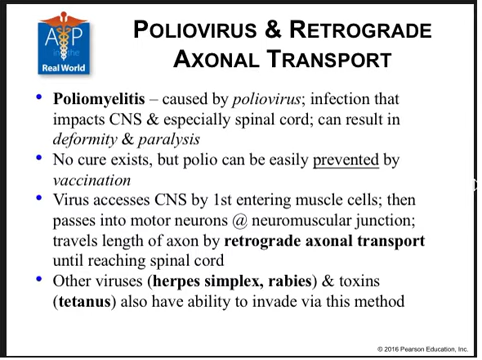 POLIOVIRUS & RETROGRADE
AXONAL TRANSPORT
A&P
in the
Real World
• Poliomyelitis – caused by poliovirus; infection that
impacts CNS & especially spinal cord; can result in
deformity & paralysis
• No cure exists, but polio can be easily prevented by
vaccination
• Virus accesses CNS by 1st entering muscle cells; then
passes into motor neurons @ neuromuscular junction;
travels length of axon by retrograde axonal transport
until reaching spinal cord
• Other viruses (herpes simplex, rabies) & toxins
(tetanus) also have ability to invade via this method
© 2016 Pearson Education, Inc.